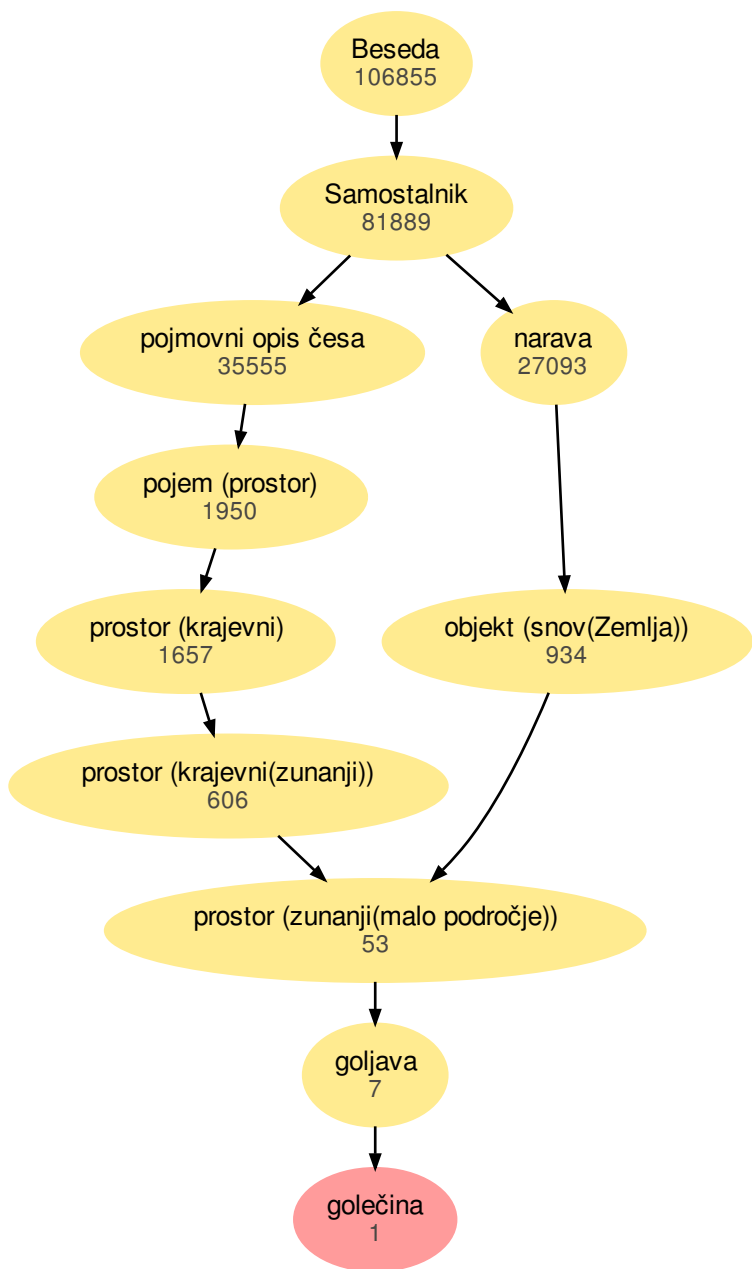 Beseda
106855
Samostalnik
81889
pojmovni opis česa
35555
narava
27093
pojem (prostor)
1950
prostor (krajevni)
1657
objekt (snov(Zemlja))
934
prostor (krajevni(zunanji))
606
prostor (zunanji(malo področje))
53
goljava
7
golečina
1